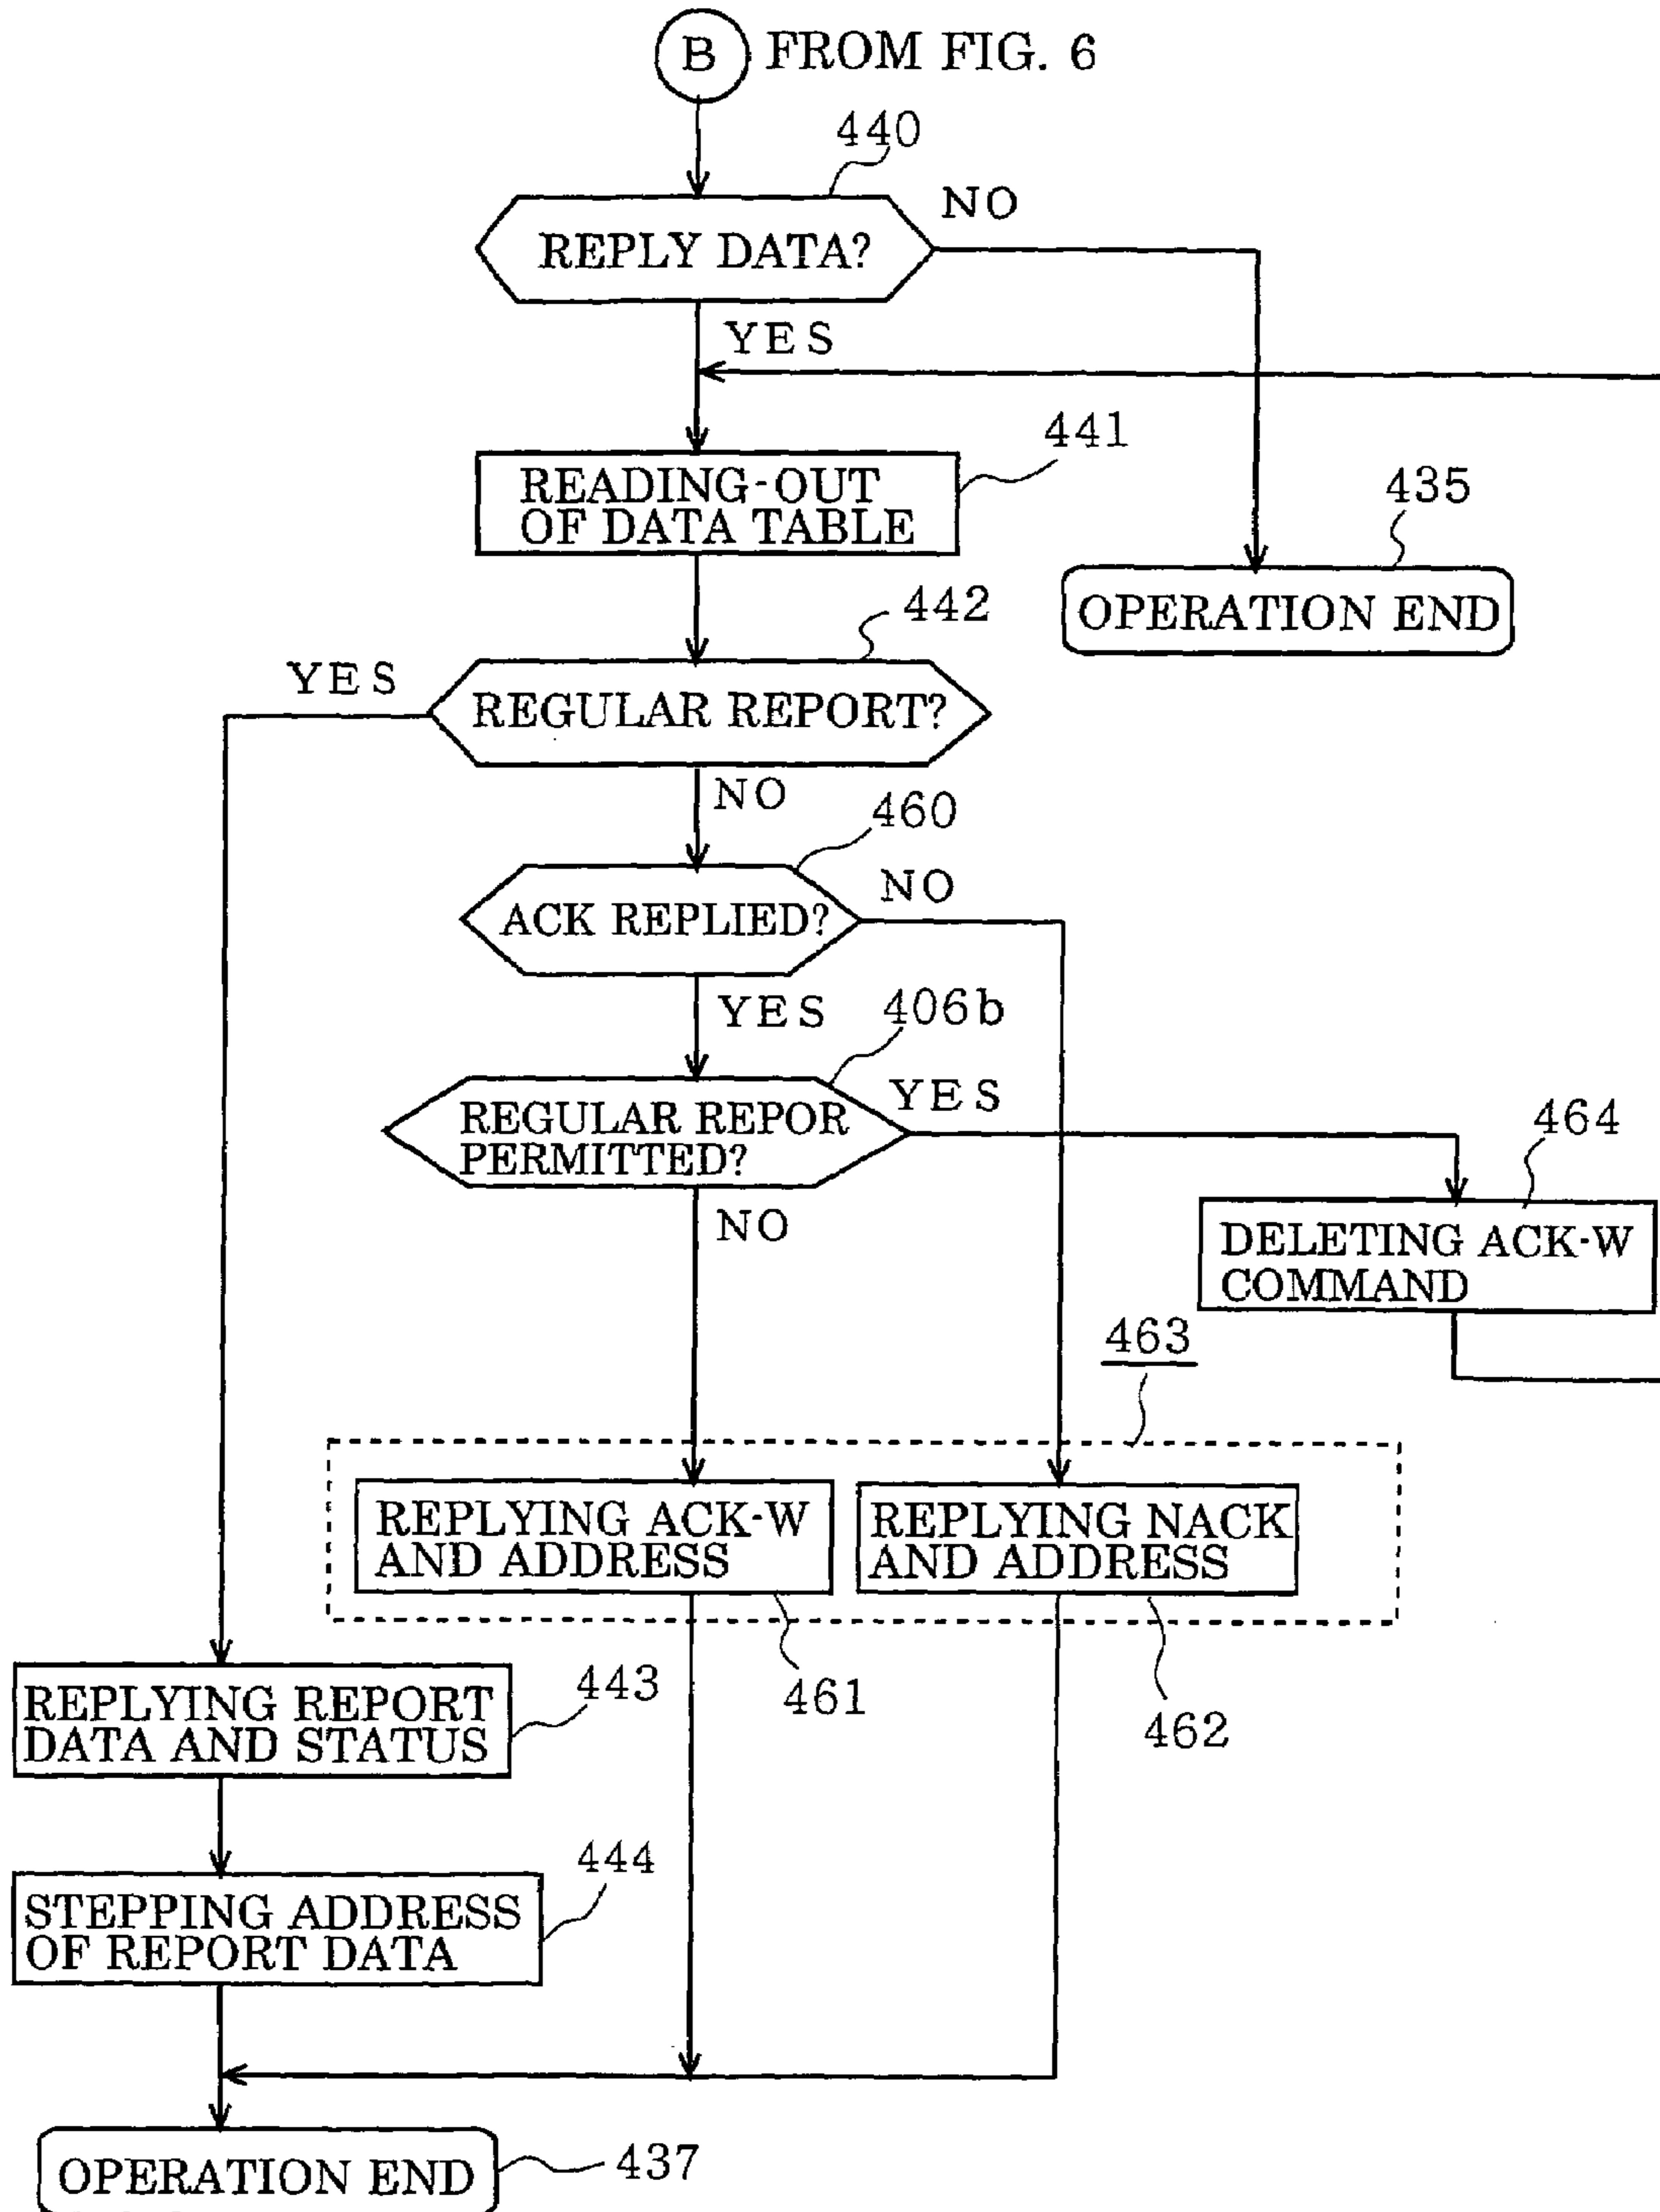 B FROM FIG. 6
440
NO
REPLY DATA?
YES
441
READING-OUT
OF DATA TABLE
435
OPERATION END
442
YES
REGULAR REPORT?
NO
460
NO
ACK REPLIED?
YES
406b
YES
REGULAR REPOR
PERMITTED?
NO
464
DELETING ACK-W
COMMAND
463
REPLYING ACK-W
AND ADDRESS
REPLYING NACK
AND ADDRESS
461
462
REPLYING REPORT
DATA AND STATUS
443
STEPPING ADDRESS
OF REPORT DATA
444
OPERATION END
437